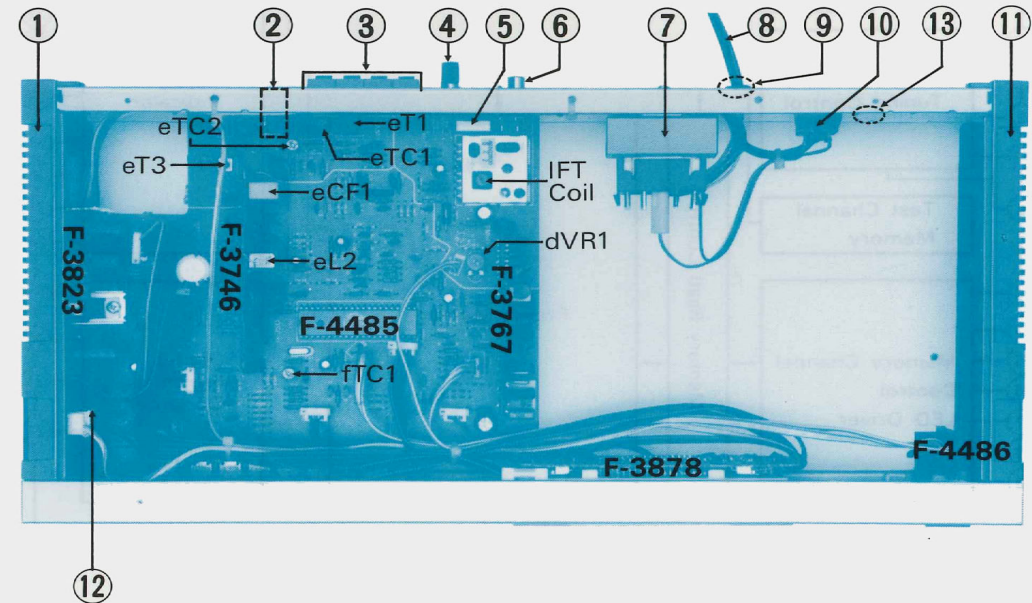 1 2 3 4 5 6 7 8 9 10 13 11
eTC2
eT1
eTC1
eT3
IFT
Coil
eCF1
dVR1
eL2
F-3823
F-3746
F-3767
F-4485
fTC1
F-3878
F-4486
12
Test Channel
Memory